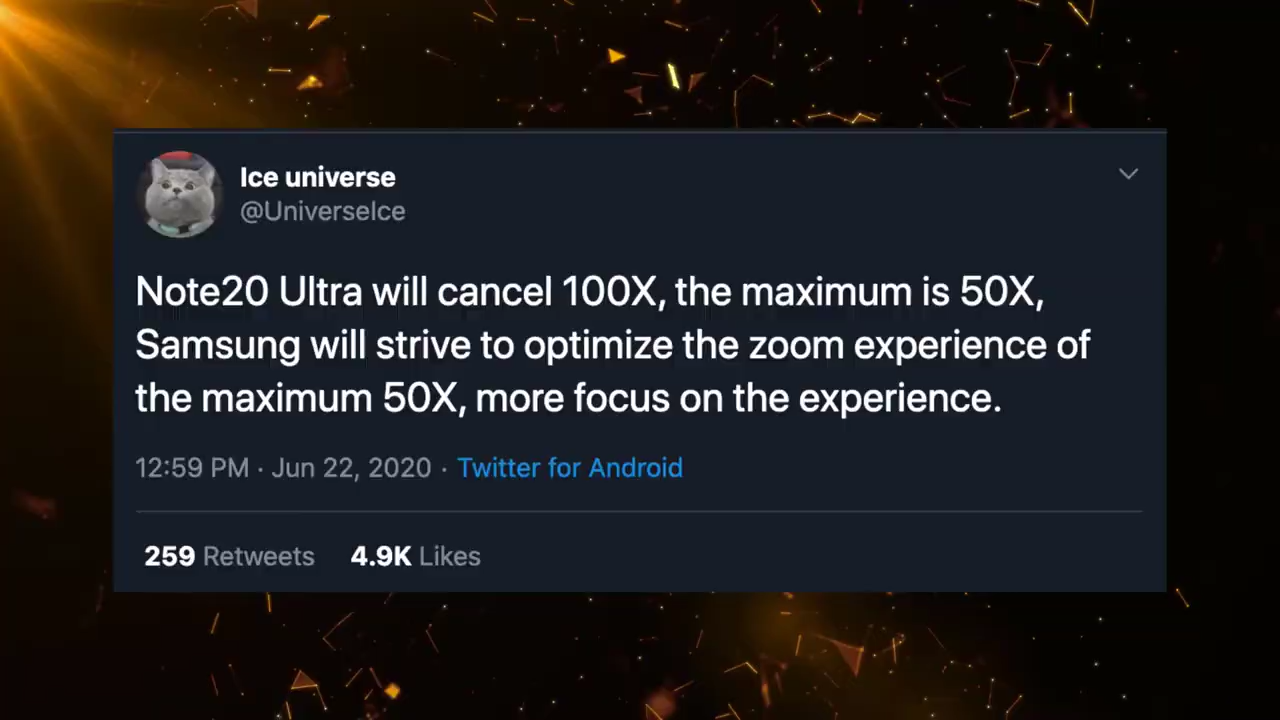 Ice universe
@UniverseIce
Note20 Ultra will cancel 100X, the maximum is 50X,
Samsung will strive to optimize the zoom experience of
the maximum 50X, more focus on the experience.
12:59 PM · Jun 22, 2020 · Twitter for Android
259 Retweets 4.9K Likes